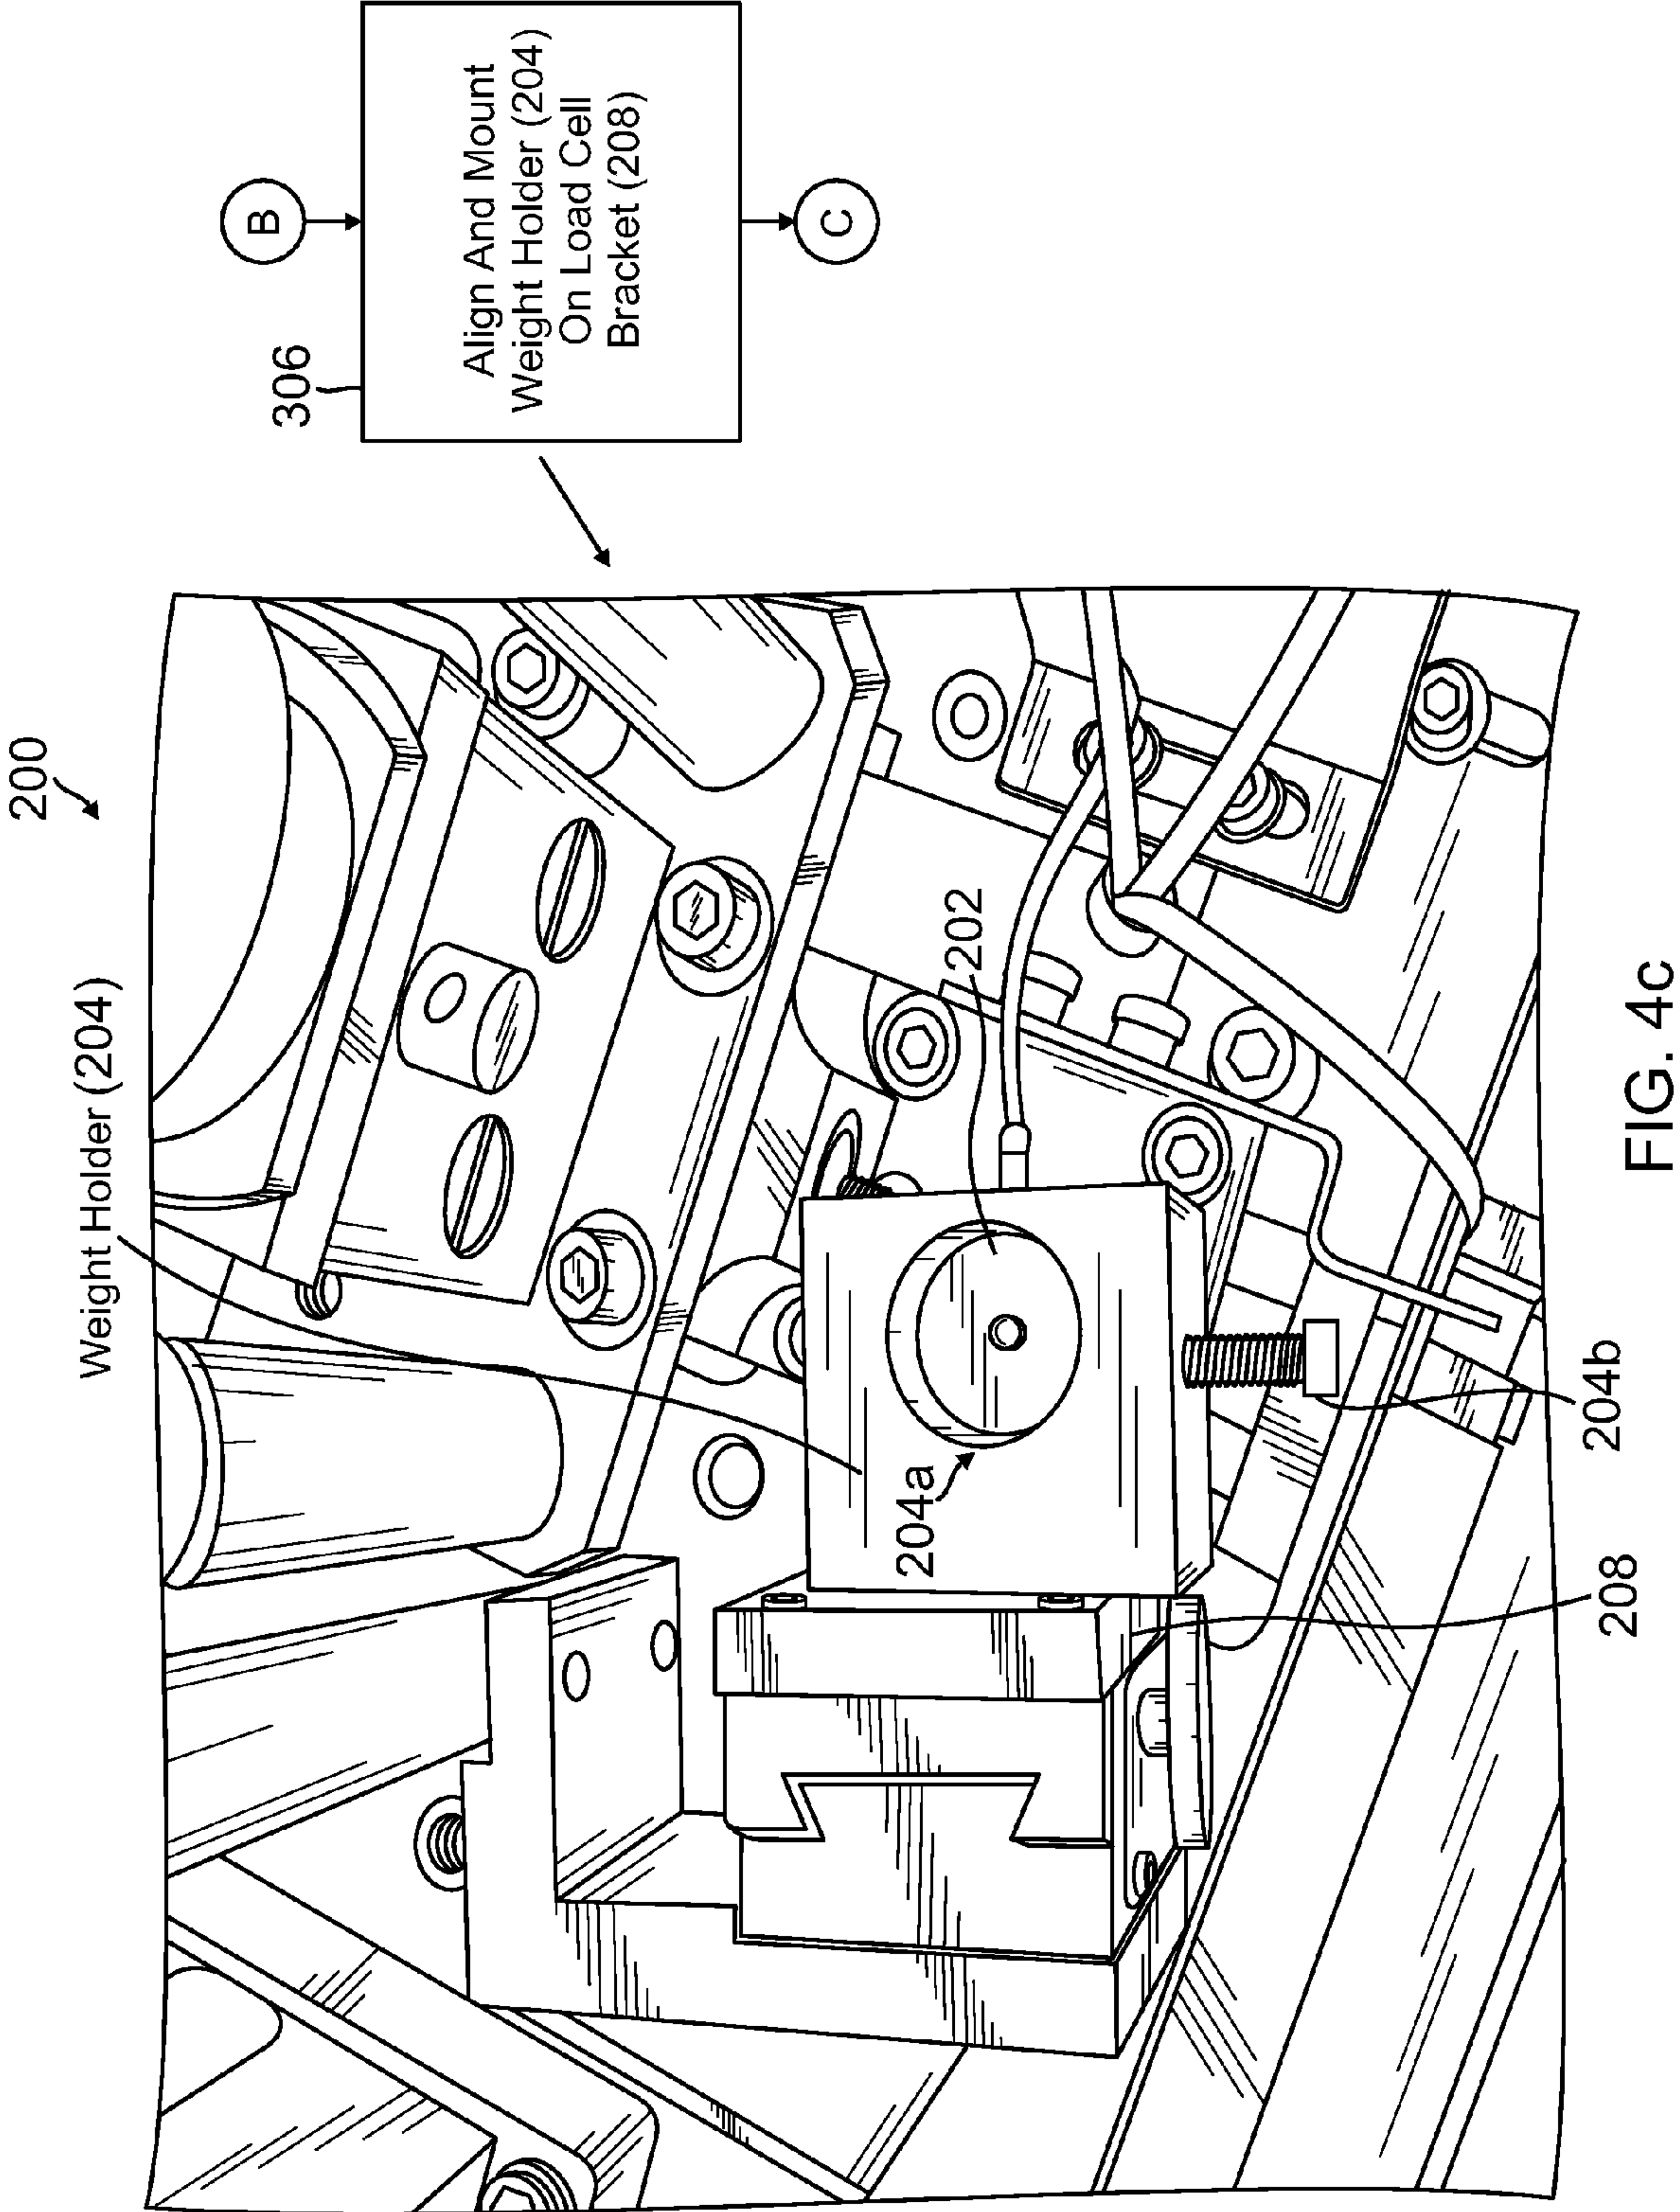 200
Weight Holder (204)
B
306
Align And Mount
Weight Holder (204)
On Load Cell
Bracket (208)
C
202
204a
208
204b
FIG. 4c